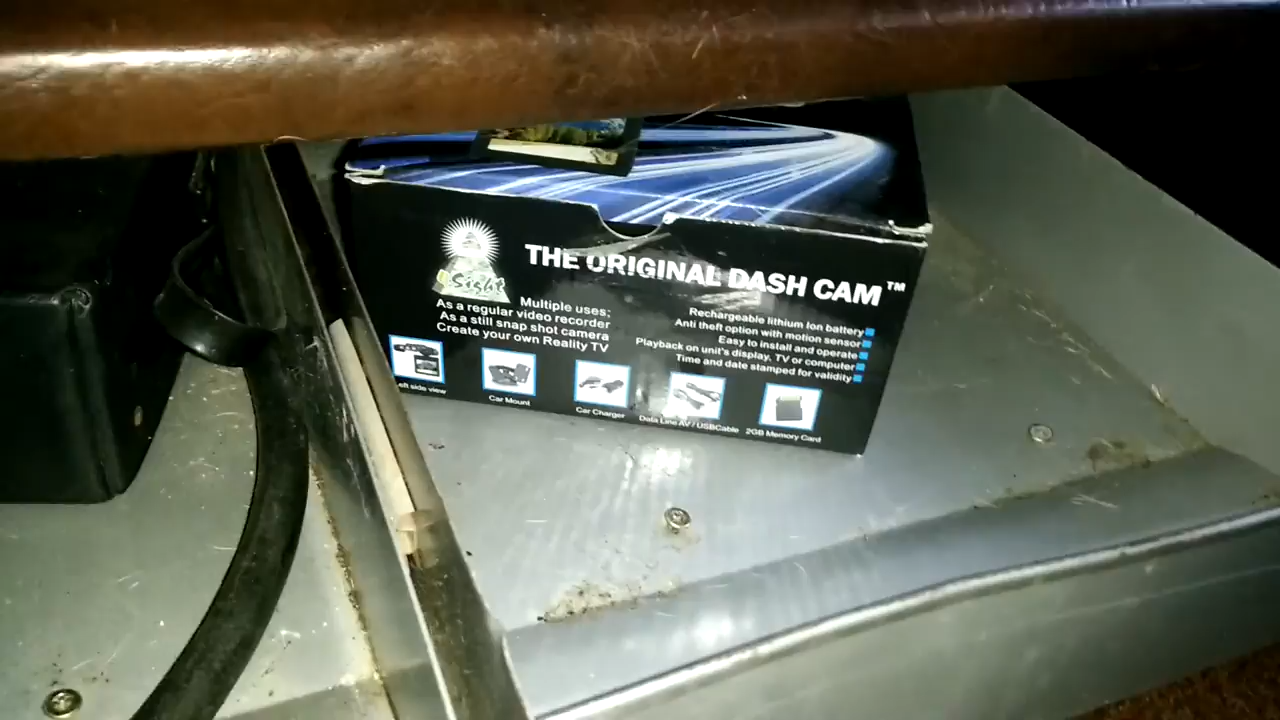 THE ORIGINAL DASH CAM™
4Sight
Multiple uses;
As a regular video recorder
As a still snap shot camera
Create your own Reality TV
Rechargeable lithium Ion battery
Anti theft option with motion sensor
Easy to install and operate
Playback on unit's display, TV or computer
Time and date stamped for validity
Left side view
Car Mount
Car Charger
Data Line AV / USBCable
2GB Memory Card